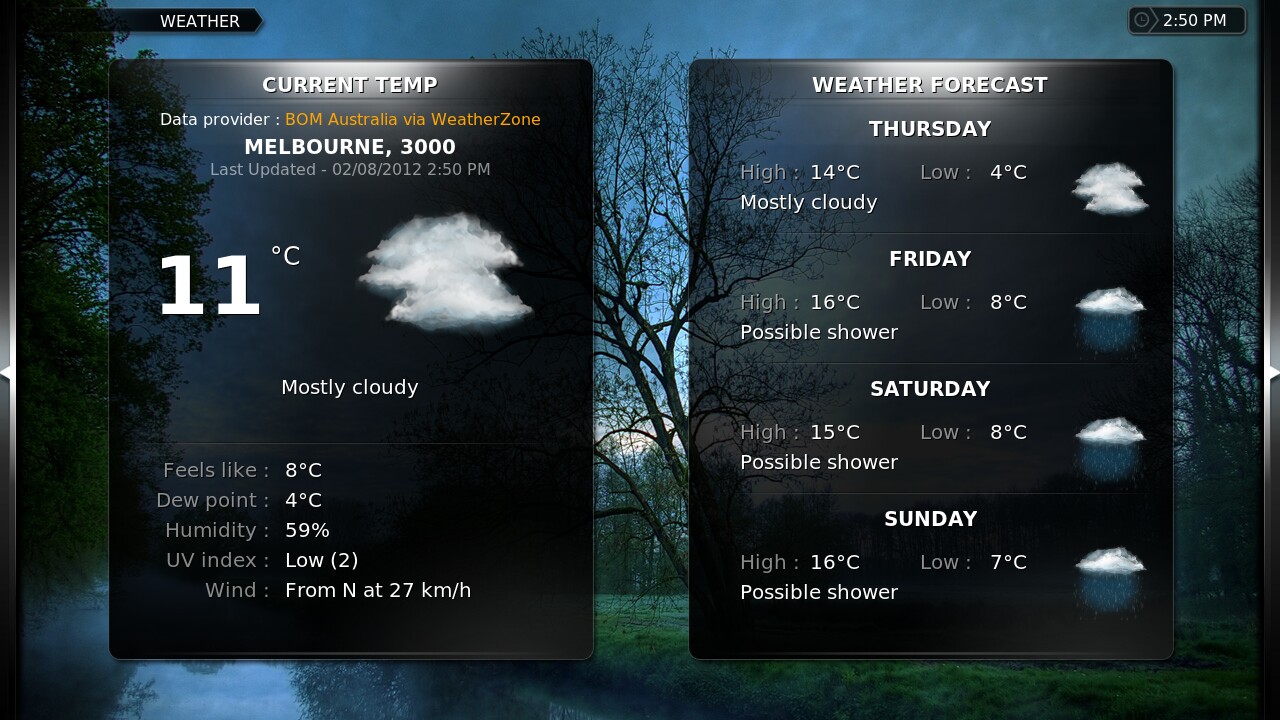 WEATHER
2:50 PM
CURRENT TEMP
Data provider : BOM Australia via WeatherZone
MELBOURNE, 3000
Last Updated - 02/08/2012 2:50 PM
11 °C
Mostly cloudy
Feels like : 8°C
Dew point : 4°C
Humidity : 59%
UV index : Low (2)
Wind : From N at 27 km/h
WEATHER FORECAST
THURSDAY
High : 14°C Low : 4°C
Mostly cloudy
FRIDAY
High : 16°C Low : 8°C
Possible shower
SATURDAY
High : 15°C Low : 8°C
Possible shower
SUNDAY
High : 16°C Low : 7°C
Possible shower